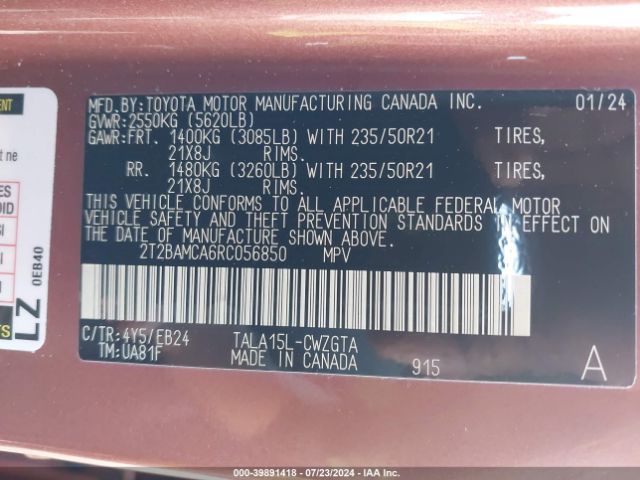 MFD.BY:TOYOTA MOTOR MANUFACTURING CANADA INC. 01/24
GVWR:2550KG (5620LB)
GAWR:FRT. 1400KG (3085LB) WITH 235/50R21 TIRES,
21X8J RIMS.
RR. 1480KG (3260LB) WITH 235/50R21 TIRES,
21X8J RIMS.
THIS VEHICLE CONFORMS TO ALL APPLICABLE FEDERAL MOTOR
VEHICLE SAFETY AND THEFT PREVENTION STANDARDS IN EFFECT ON
THE DATE OF MANUFACTURE SHOWN ABOVE.
2T2BAMCA6RC056850 MPV
C/TR:4Y5/EB24 TALA15L-CWZGTA
TM:UA81F MADE IN CANADA 915 A
LZ 0EB40
000-39891418 - 07/23/2024 - IAA Inc.